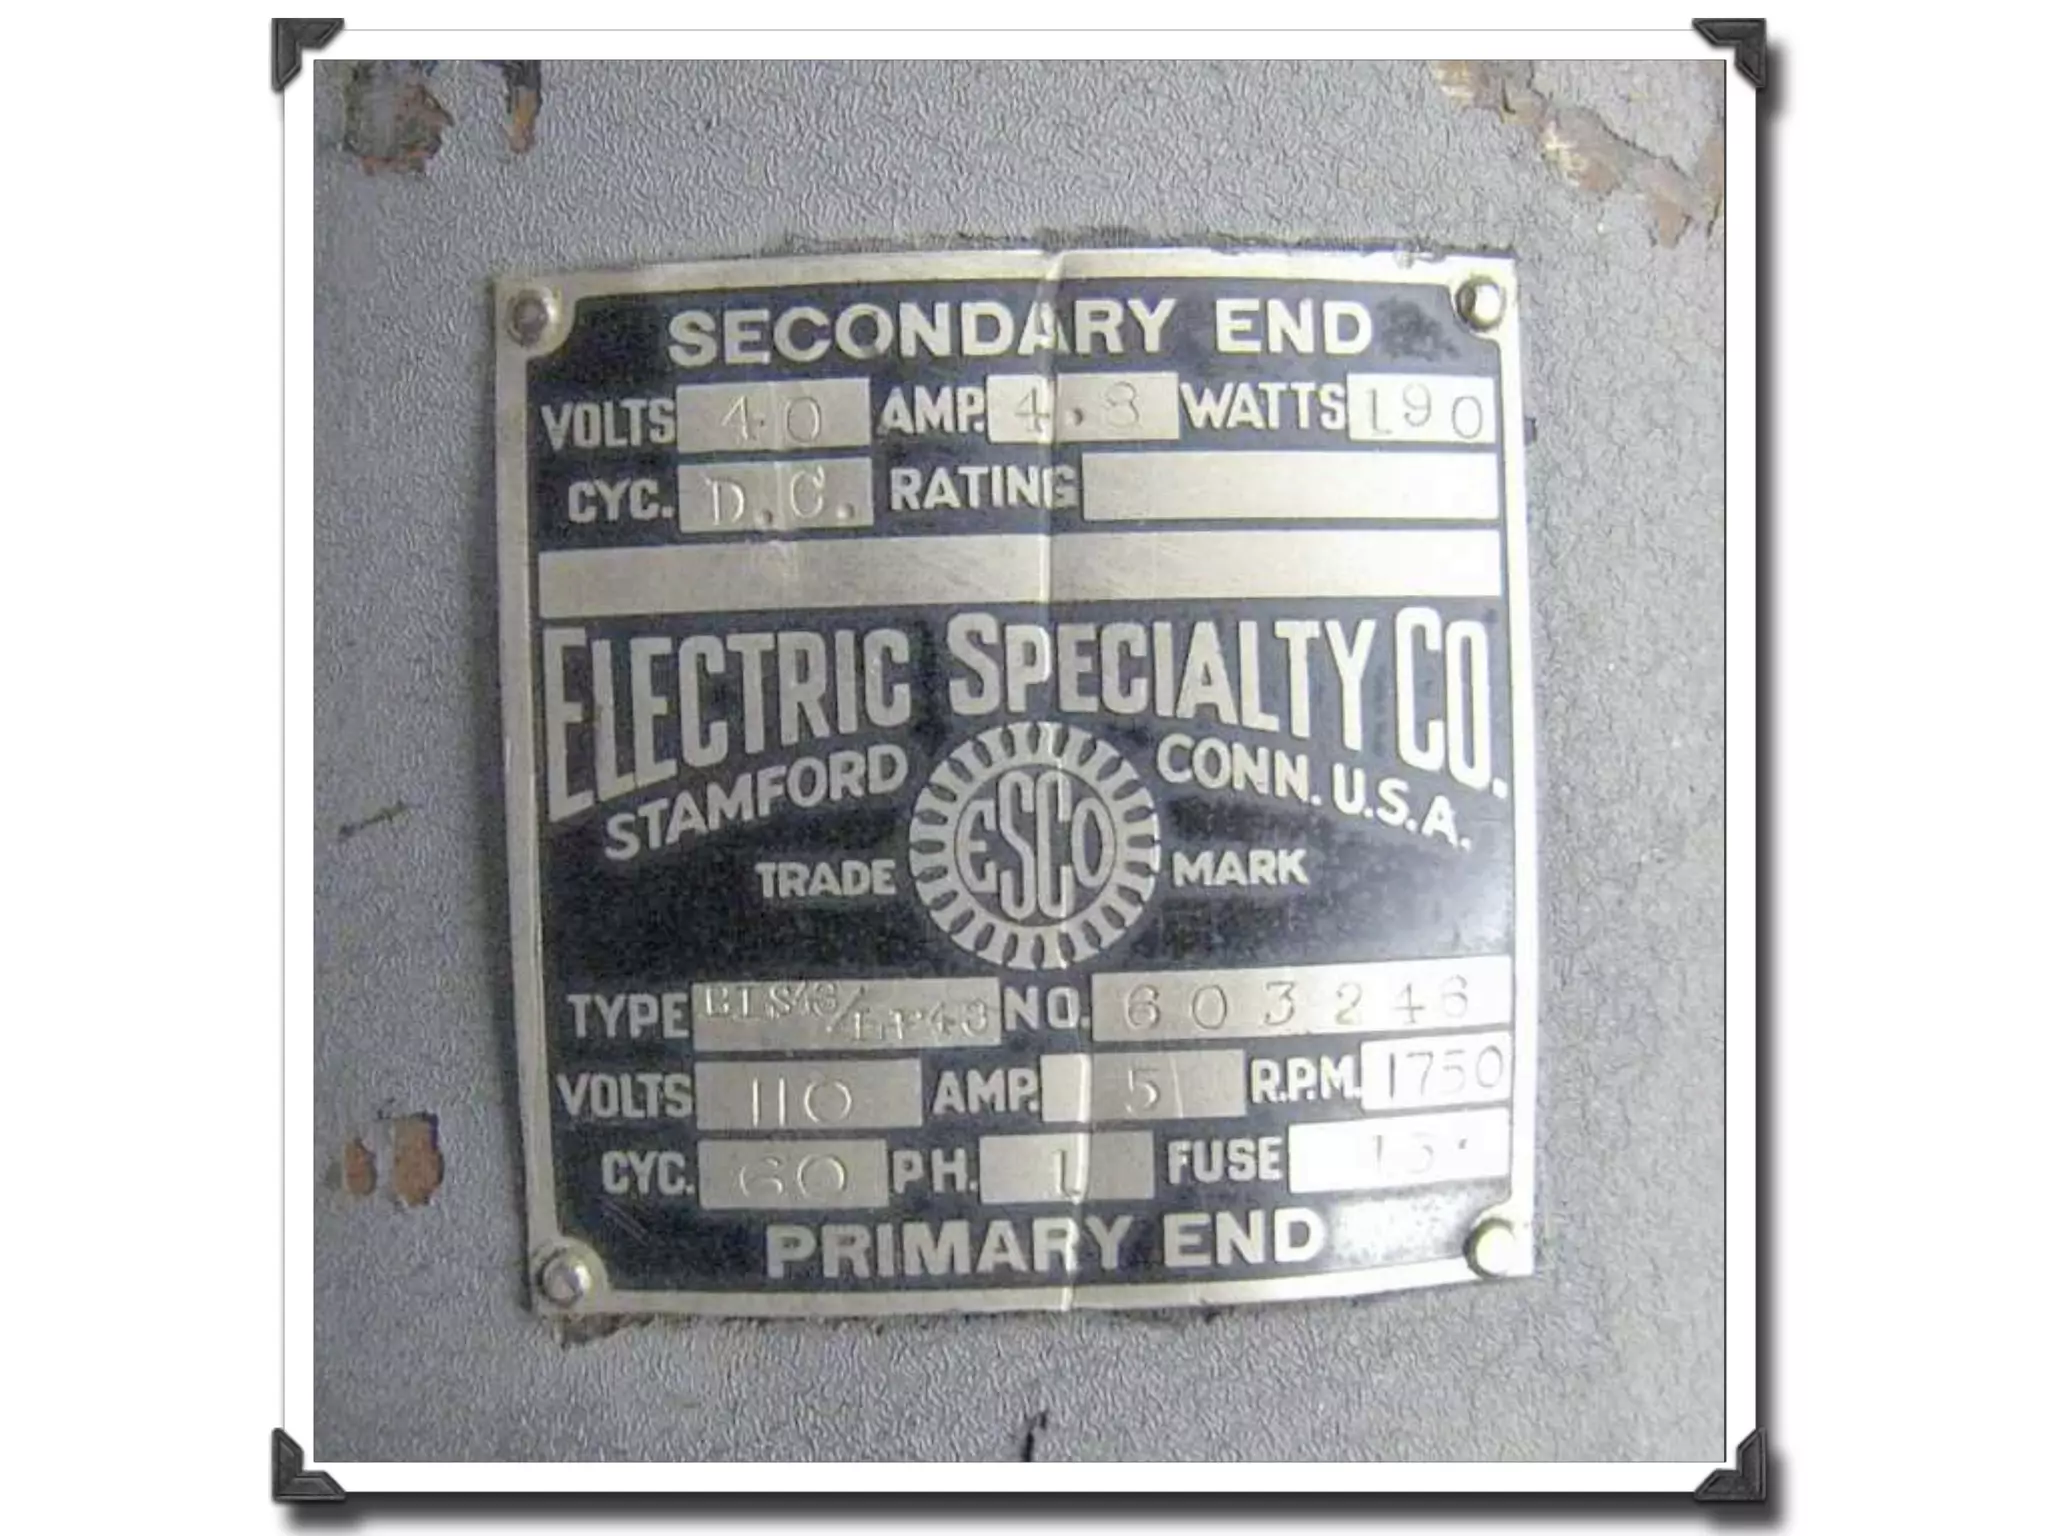 SECONDARY END
VOLTS 40 AMP. 4.8 WATTS 190
CYC. D.C. RATING
ELECTRIC SPECIALTY CO.
STAMFORD CONN. U.S.A.
TRADE ESCO MARK
TYPE NO. 603246
VOLTS 110 AMP. 5 R.P.M. 1750
CYC. 60 PH. 1 FUSE
PRIMARY END